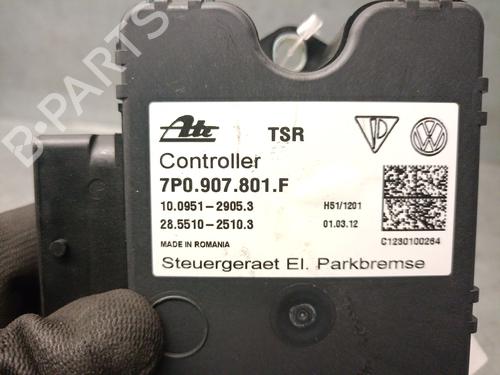 B-PARTS
Ate TSR
Controller
7P0.907.801.F
10.0951-2905.3 H51/1201
28.5510-2510.3 01.03.12
MADE IN ROMANIA C1230100264
Steuergeraet El. Parkbremse